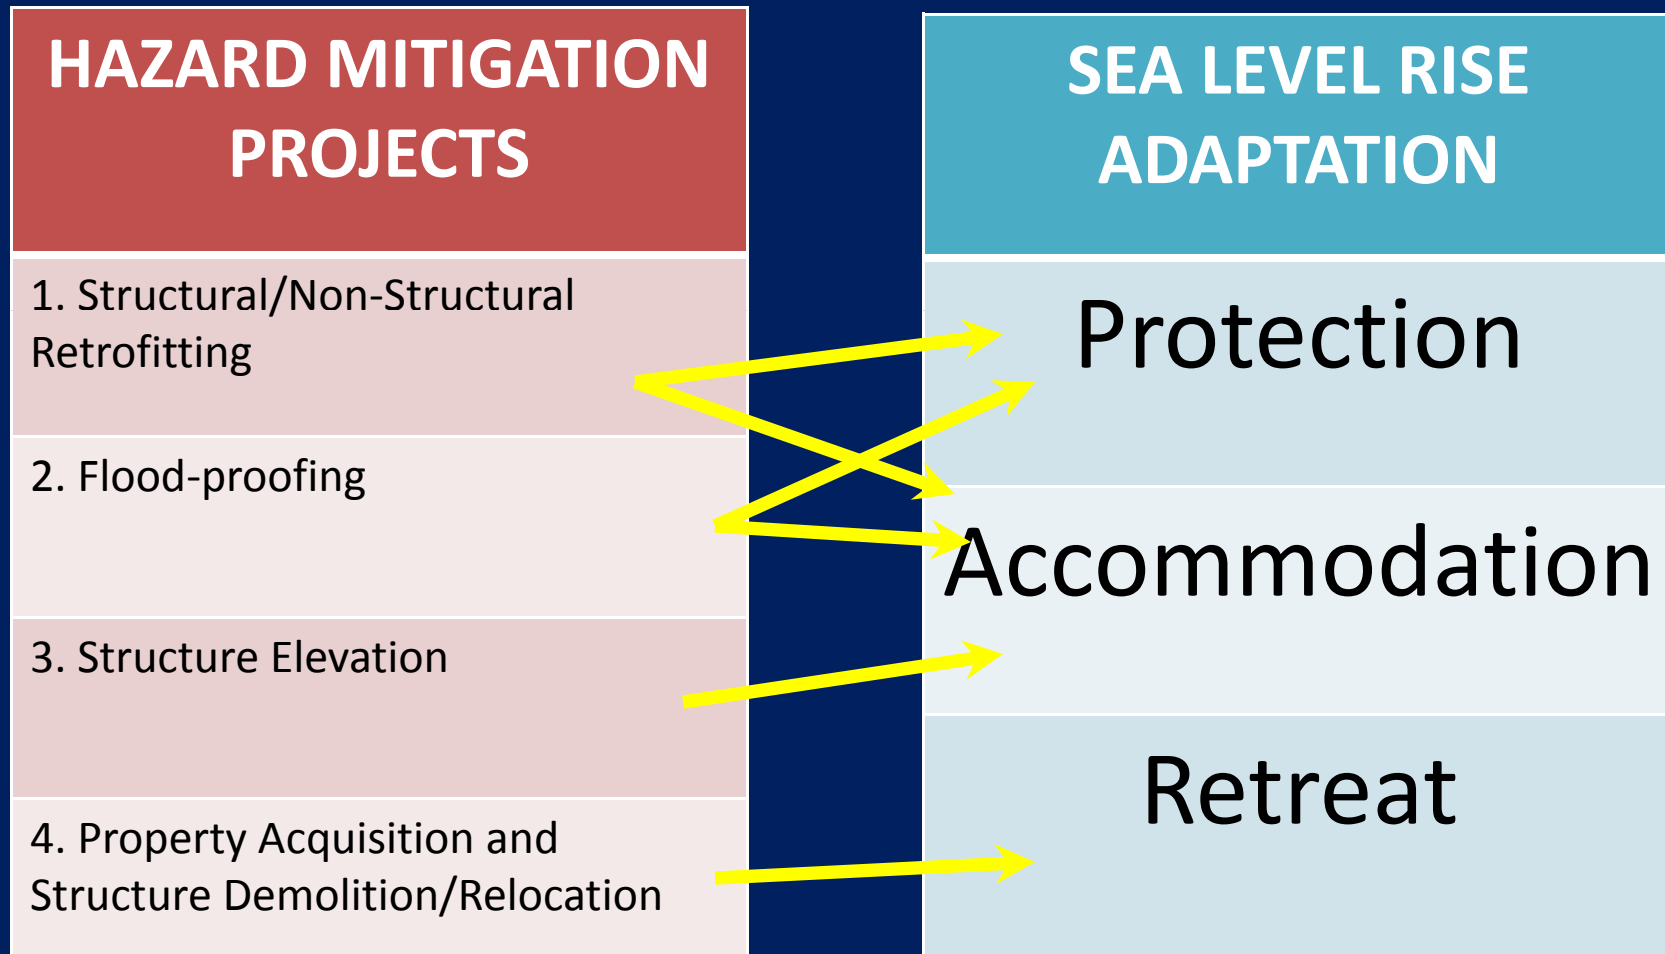 HAZARD MITIGATION
PROJECTS
1. Structural/Non-Structural
Retrofitting
2. Flood-proofing
3. Structure Elevation
4. Property Acquisition and
Structure Demolition/Relocation
SEA LEVEL RISE
ADAPTATION
Protection
Accommodation
Retreat